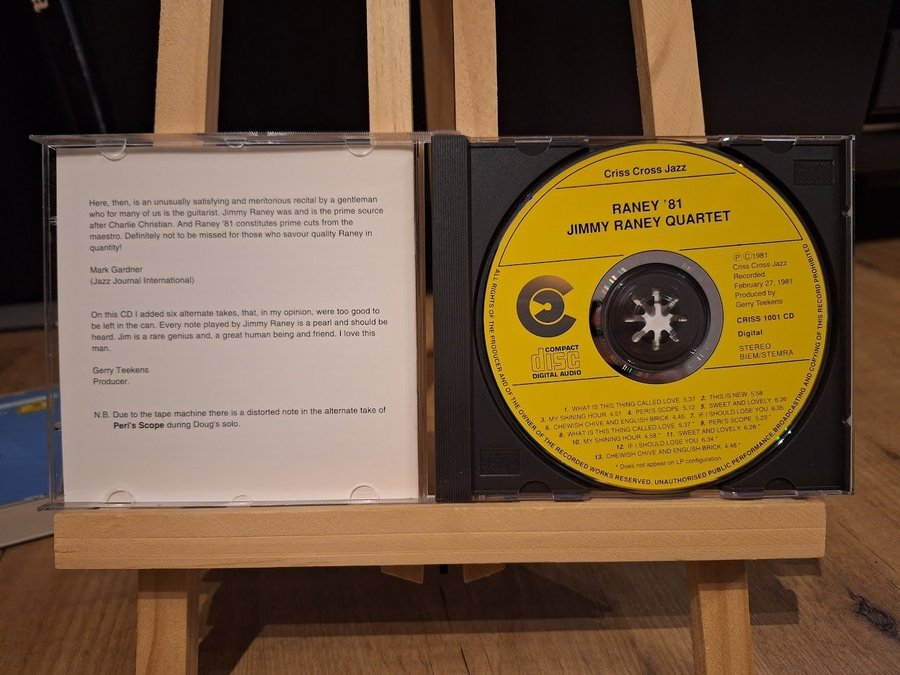 Here, then, is an unusually satisfying and meritorious recital by a gentleman
who for many of us is the guitarist. Jimmy Raney was and is the prime source
after Charlie Christian. And Raney '81 constitutes prime cuts from the
maestro. Definitely not to be missed for those who savour quality Raney in
quantity!
Mark Gardner
(Jazz Journal International)
On this CD I added six alternate takes, that, in my opinion, were too good to
be left in the can. Every note played by Jimmy Raney is a pearl and should be
heard. Jim is a rare genius and, a great human being and friend. I love this
man.
Gerry Teekens
Producer.
N.B. Due to the tape machine there is a distorted note in the alternate take of
Peri's Scope during Doug's solo.
Criss Cross Jazz
RANEY '81
JIMMY RANEY QUARTET
Ⓟ Ⓒ 1981
Criss Cross Jazz
Recorded
February 27, 1981
Produced by
Gerry Teekens
CRISS 1001 CD
Digital
STEREO
BIEM/STEMRA
COMPACT
disc
DIGITAL AUDIO
1. WHAT IS THIS THING CALLED LOVE 5.37 2. THIS IS NEW 5.58
3. MY SHINING HOUR 4.51 4. PERI'S SCOPE 5.12 5. SWEET AND LOVELY 6.26
6. CHEWISH CHIVE AND ENGLISH BRICK 4.45 7. IF I SHOULD LOSE YOU 6.35
8. WHAT IS THIS THING CALLED LOVE 5.37* 9. PERI'S SCOPE 5.23*
10. MY SHINING HOUR 4.58* 11. SWEET AND LOVELY 6.28*
12. IF I SHOULD LOSE YOU 6.34*
13. CHEWISH CHIVE AND ENGLISH BRICK 4.48*
* Does not appear on LP configuration
ALL RIGHTS OF THE PRODUCER AND OF THE OWNER OF THE RECORDED WORKS RESERVED. UNAUTHORISED PUBLIC PERFORMANCE BROADCASTING AND COPYING OF THIS RECORD PROHIBITED